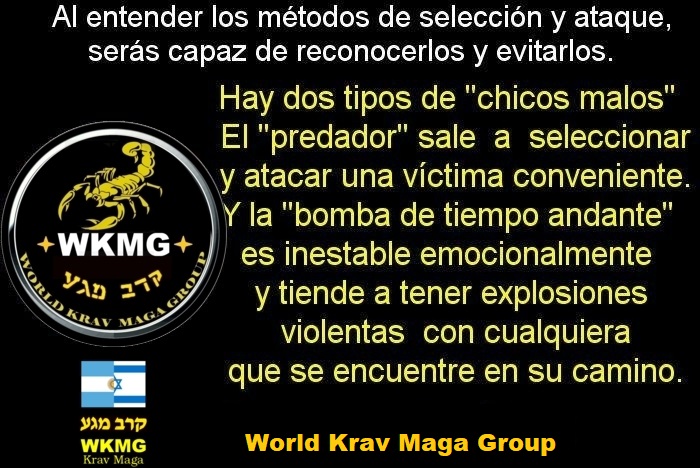 Al entender los métodos de selección y ataque,
serás capaz de reconocerlos y evitarlos.
Hay dos tipos de "chicos malos"
El "predador" sale a seleccionar
y atacar una víctima conveniente.
Y la "bomba de tiempo andante"
es inestable emocionalmente
y tiende a tener explosiones
violentas con cualquiera
que se encuentre en su camino.
WKMG
קרב מגע
WORLD KRAV MAGA GROUP
קרב מגע
WKMG
Krav Maga
World Krav Maga Group